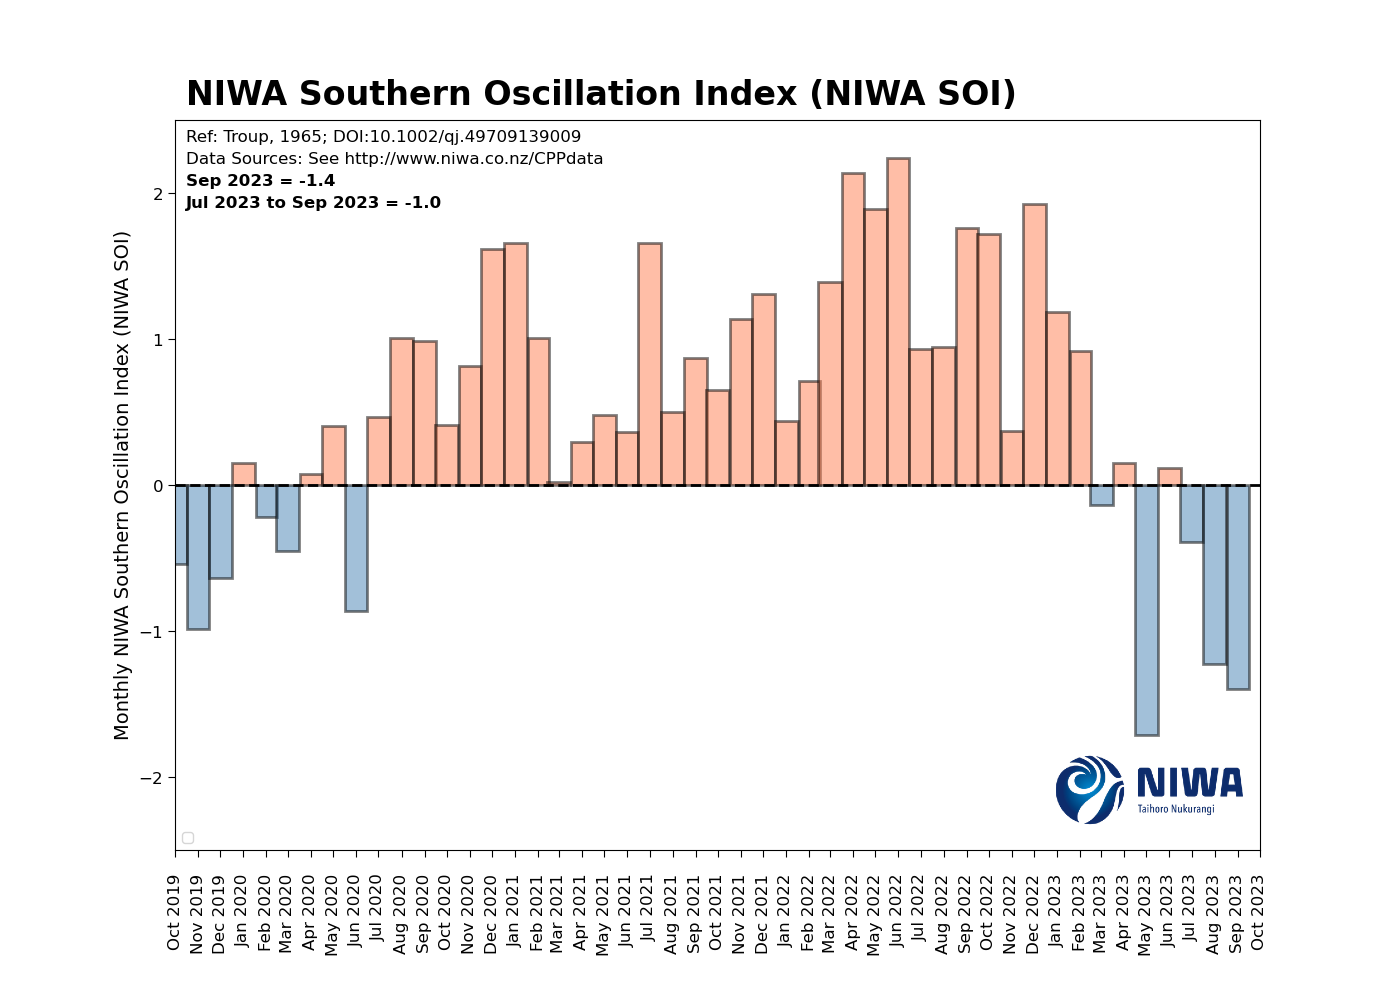 NIWA Southern Oscillation Index (NIWA SOI)
Ref: Troup, 1965; DOI:10.1002/qj.49709139009
Data Sources: See http://www.niwa.co.nz/CPPdata
Sep 2023 = -1.4
Jul 2023 to Sep 2023 = -1.0
Monthly NIWA Southern Oscillation Index (NIWA SOI)
2
1
0
−1
−2
NIWA
Taihoro Nukurangi
Oct 2019
Nov 2019
Dec 2019
Jan 2020
Feb 2020
Mar 2020
Apr 2020
May 2020
Jun 2020
Jul 2020
Aug 2020
Sep 2020
Oct 2020
Nov 2020
Dec 2020
Jan 2021
Feb 2021
Mar 2021
Apr 2021
May 2021
Jun 2021
Jul 2021
Aug 2021
Sep 2021
Oct 2021
Nov 2021
Dec 2021
Jan 2022
Feb 2022
Mar 2022
Apr 2022
May 2022
Jun 2022
Jul 2022
Aug 2022
Sep 2022
Oct 2022
Nov 2022
Dec 2022
Jan 2023
Feb 2023
Mar 2023
Apr 2023
May 2023
Jun 2023
Jul 2023
Aug 2023
Sep 2023
Oct 2023